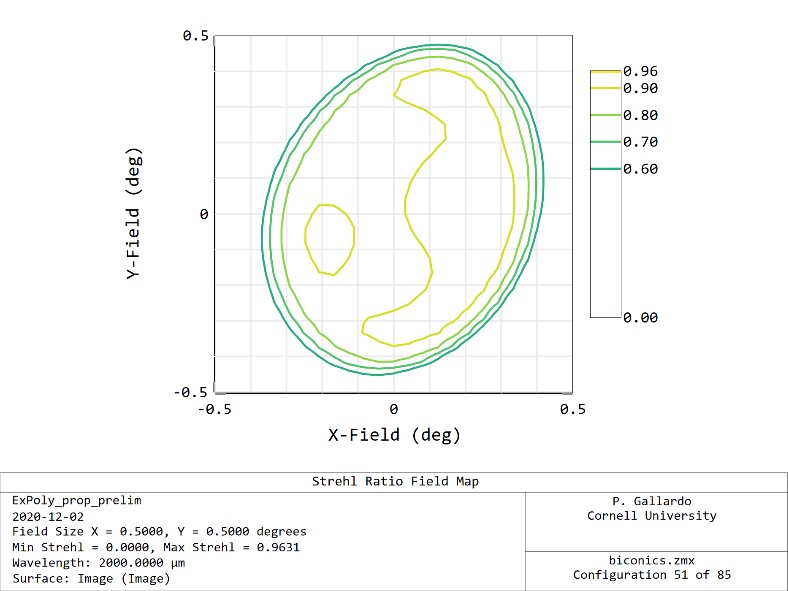 0.5
0
-0.5
Y-Field (deg)
-0.5
0
0.5
X-Field (deg)
0.96
0.90
0.80
0.70
0.60
0.00
Strehl Ratio Field Map
ExPoly_prop_prelim
2020-12-02
Field Size X = 0.5000, Y = 0.5000 degrees
Min Strehl = 0.0000, Max Strehl = 0.9631
Wavelength: 2000.0000 µm
Surface: Image (Image)
P. Gallardo
Cornell University
biconics.zmx
Configuration 51 of 85